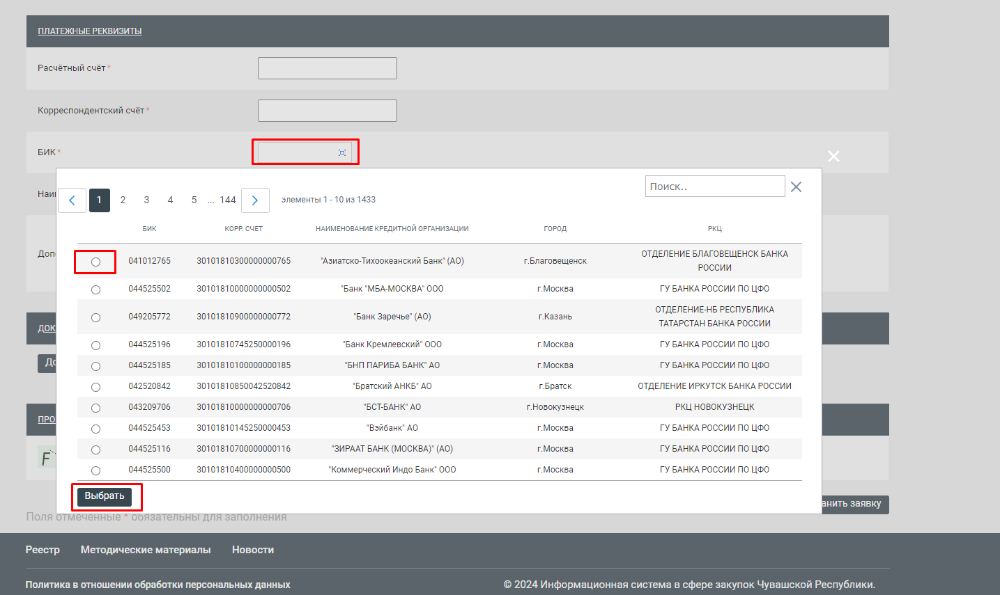 ПЛАТЕЖНЫЕ РЕКВИЗИТЫ
Расчётный счёт *
Корреспондентский счёт *
БИК *
Поиск..
1 2 3 4 5 ... 144 элементы 1 - 10 из 1433
БИК КОРР. СЧЕТ НАИМЕНОВАНИЕ КРЕДИТНОЙ ОРГАНИЗАЦИИ ГОРОД РКЦ
041012765 30101810300000000765 "Азиатско-Тихоокеанский Банк" (АО) г.Благовещенск ОТДЕЛЕНИЕ БЛАГОВЕЩЕНСК БАНКА
РОССИИ
044525502 30101810000000000502 "Банк "МБА-МОСКВА" ООО г.Москва ГУ БАНКА РОССИИ ПО ЦФО
049205772 30101810900000000772 "Банк Заречье" (АО) г.Казань ОТДЕЛЕНИЕ-НБ РЕСПУБЛИКА
ТАТАРСТАН БАНКА РОССИИ
044525196 30101810745250000196 "Банк Кремлевский" ООО г.Москва ГУ БАНКА РОССИИ ПО ЦФО
044525185 30101810100000000185 "БНП ПАРИБА БАНК" АО г.Москва ГУ БАНКА РОССИИ ПО ЦФО
042520842 30101810850042520842 "Братский АНКБ" АО г.Братск ОТДЕЛЕНИЕ ИРКУТСК БАНКА РОССИИ
043209706 30101810000000000706 "БСТ-БАНК" АО г.Новокузнецк РКЦ НОВОКУЗНЕЦК
044525453 30101810145250000453 "Вэйбанк" АО г.Москва ГУ БАНКА РОССИИ ПО ЦФО
044525116 30101810700000000116 "ЗИРААТ БАНК (МОСКВА)" (АО) г.Москва ГУ БАНКА РОССИИ ПО ЦФО
044525500 30101810400000000500 "Коммерческий Индо Банк" ООО г.Москва ГУ БАНКА РОССИИ ПО ЦФО
Выбрать
анить заявку
Поля отмеченные * обязательны для заполнения
Реестр Методические материалы Новости
Политика в отношении обработки персональных данных © 2024 Информационная система в сфере закупок Чувашской Республики.